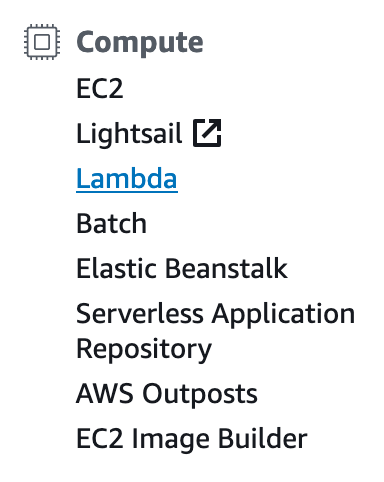 Compute
EC2
Lightsail
Lambda
Batch
Elastic Beanstalk
Serverless Application
Repository
AWS Outposts
EC2 Image Builder